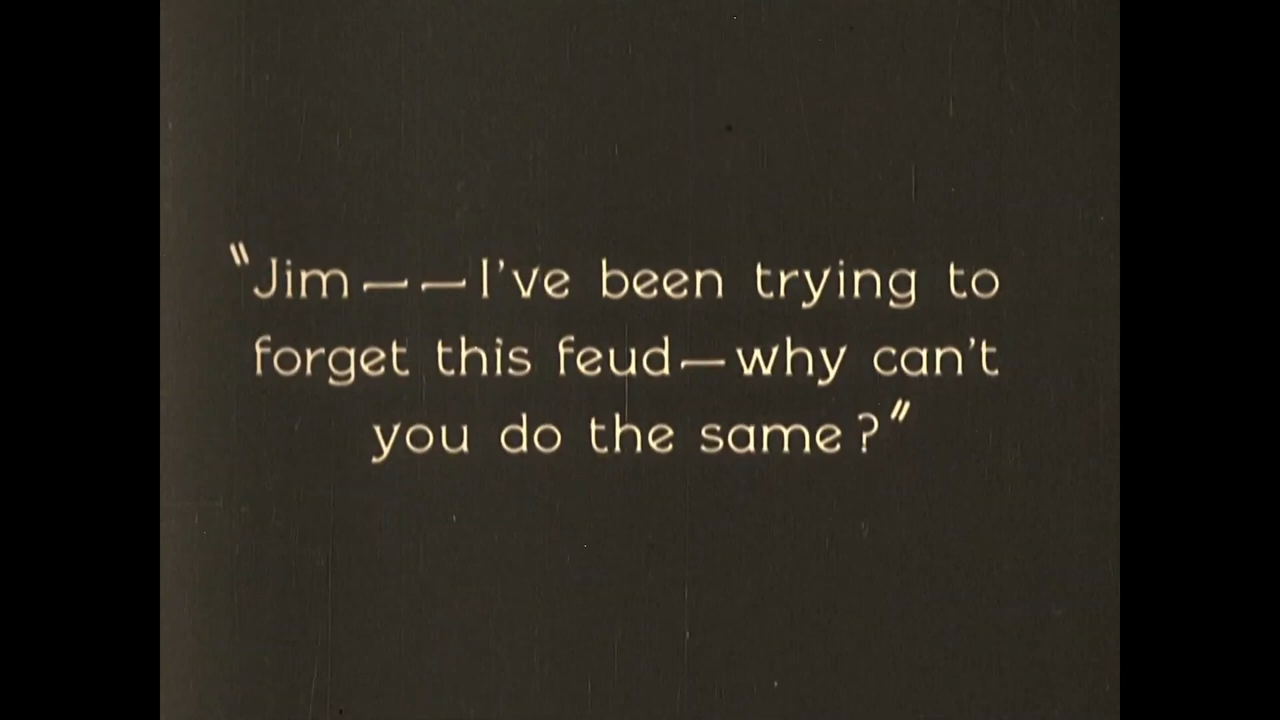 "Jim——I've been trying to
forget this feud—why can't
you do the same?"